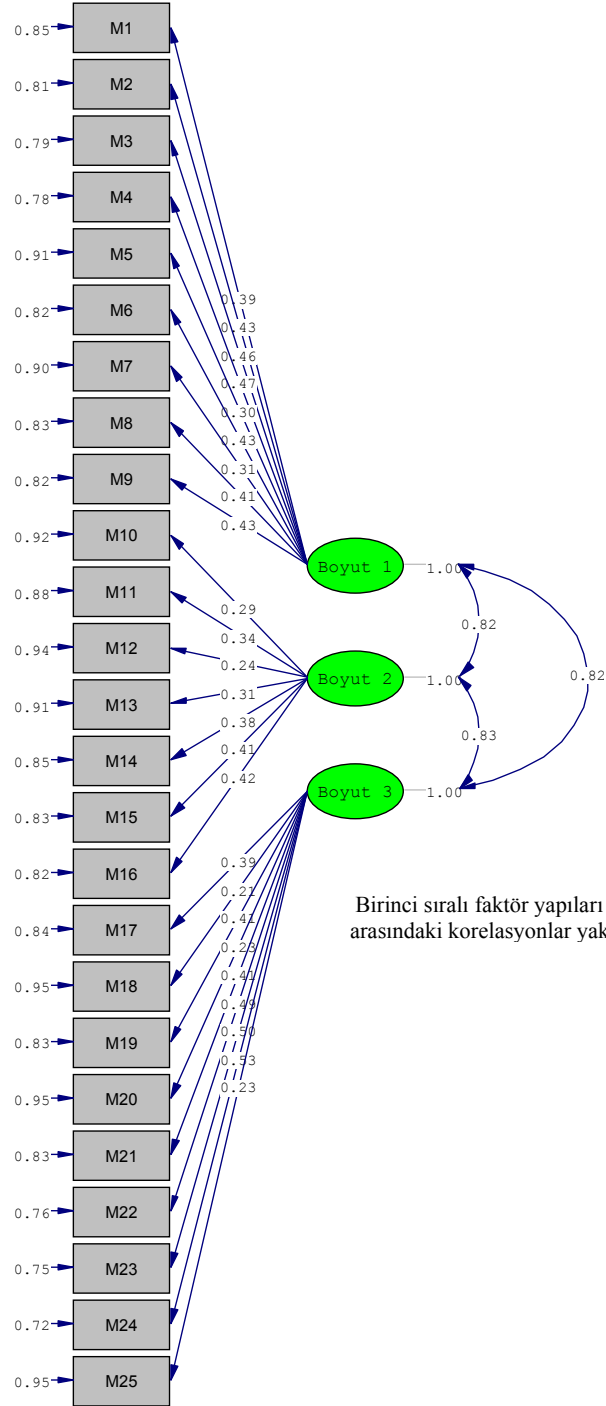 0.85 M1
0.81 M2
0.79 M3
0.78 M4
0.91 M5
0.82 M6
0.90 M7
0.83 M8
0.82 M9
0.92 M10
0.88 M11
0.94 M12
0.91 M13
0.85 M14
0.83 M15
0.82 M16
0.84 M17
0.95 M18
0.83 M19
0.95 M20
0.83 M21
0.76 M22
0.75 M23
0.72 M24
0.95 M25
0.39
0.43
0.46
0.47
0.30
0.43
0.31
0.41
0.43
0.29
0.34
0.24
0.31
0.38
0.41
0.42
0.39
0.21
0.41
0.23
0.41
0.49
0.50
0.53
0.23
Boyut 1 1.00
0.82
Boyut 2 1.00
0.82
0.83
Boyut 3 1.00
Birinci sıralı faktör yapıları
arasındaki korelasyonlar yak